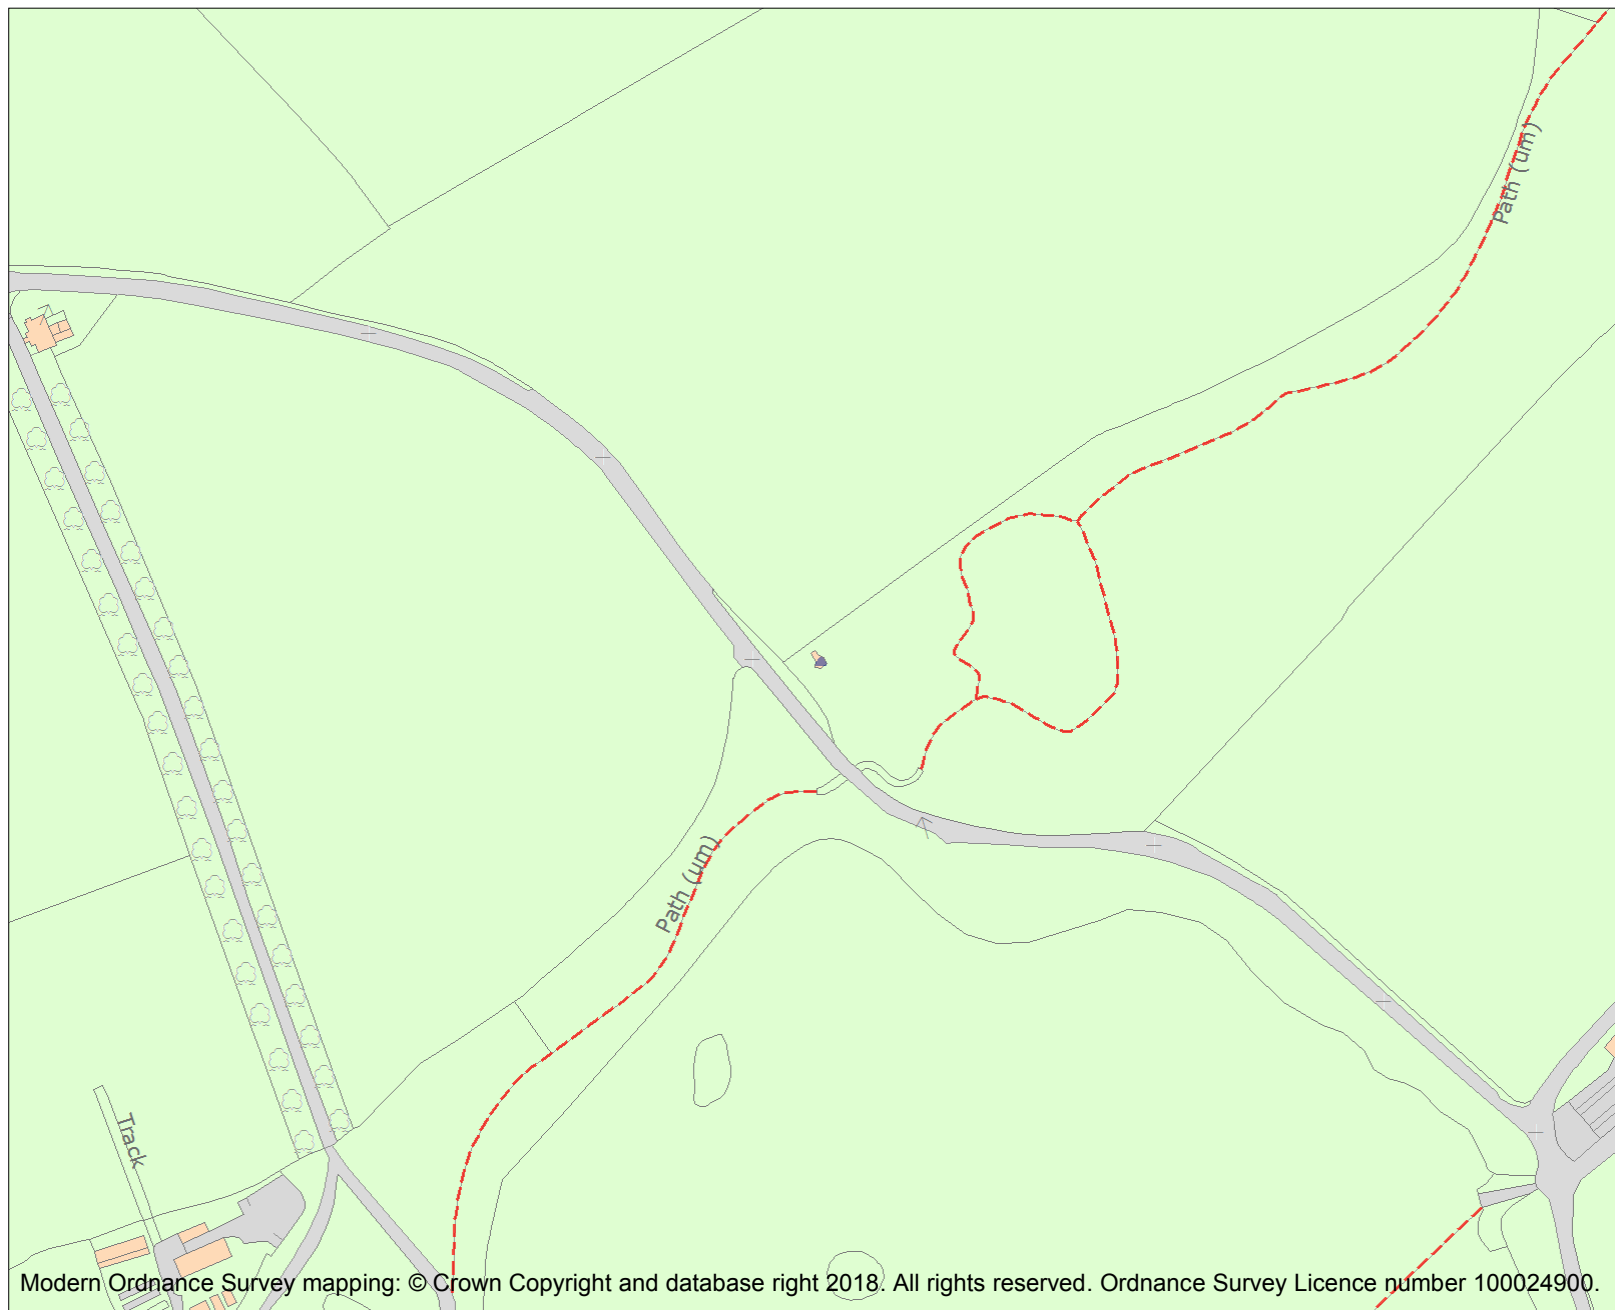 Path (um)
Path (um)
Track
Modern Ordnance Survey mapping: © Crown Copyright and database right 2018. All rights reserved. Ordnance Survey Licence number 100024900.